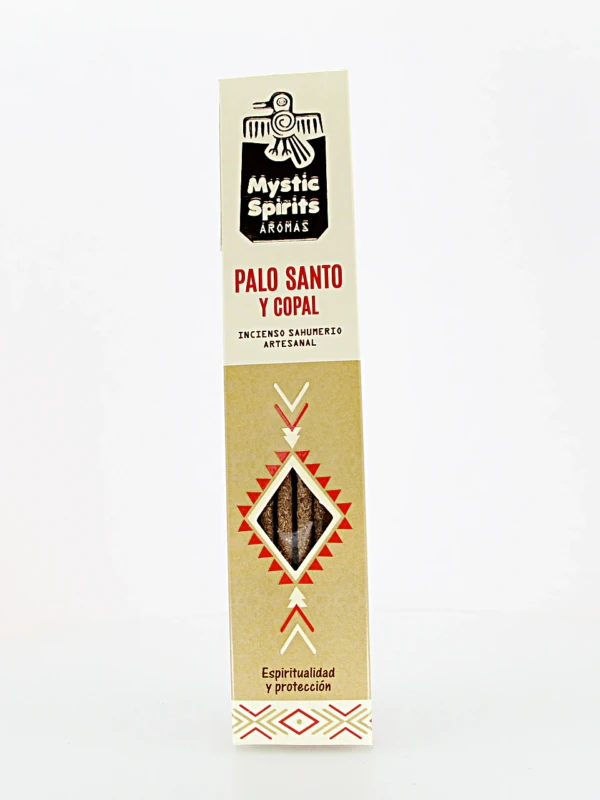 Mystic
Spirits
AROMAS
PALO SANTO
Y COPAL
INCIENSO SAHUMERIO
ARTESANAL
Espiritualidad
y protección